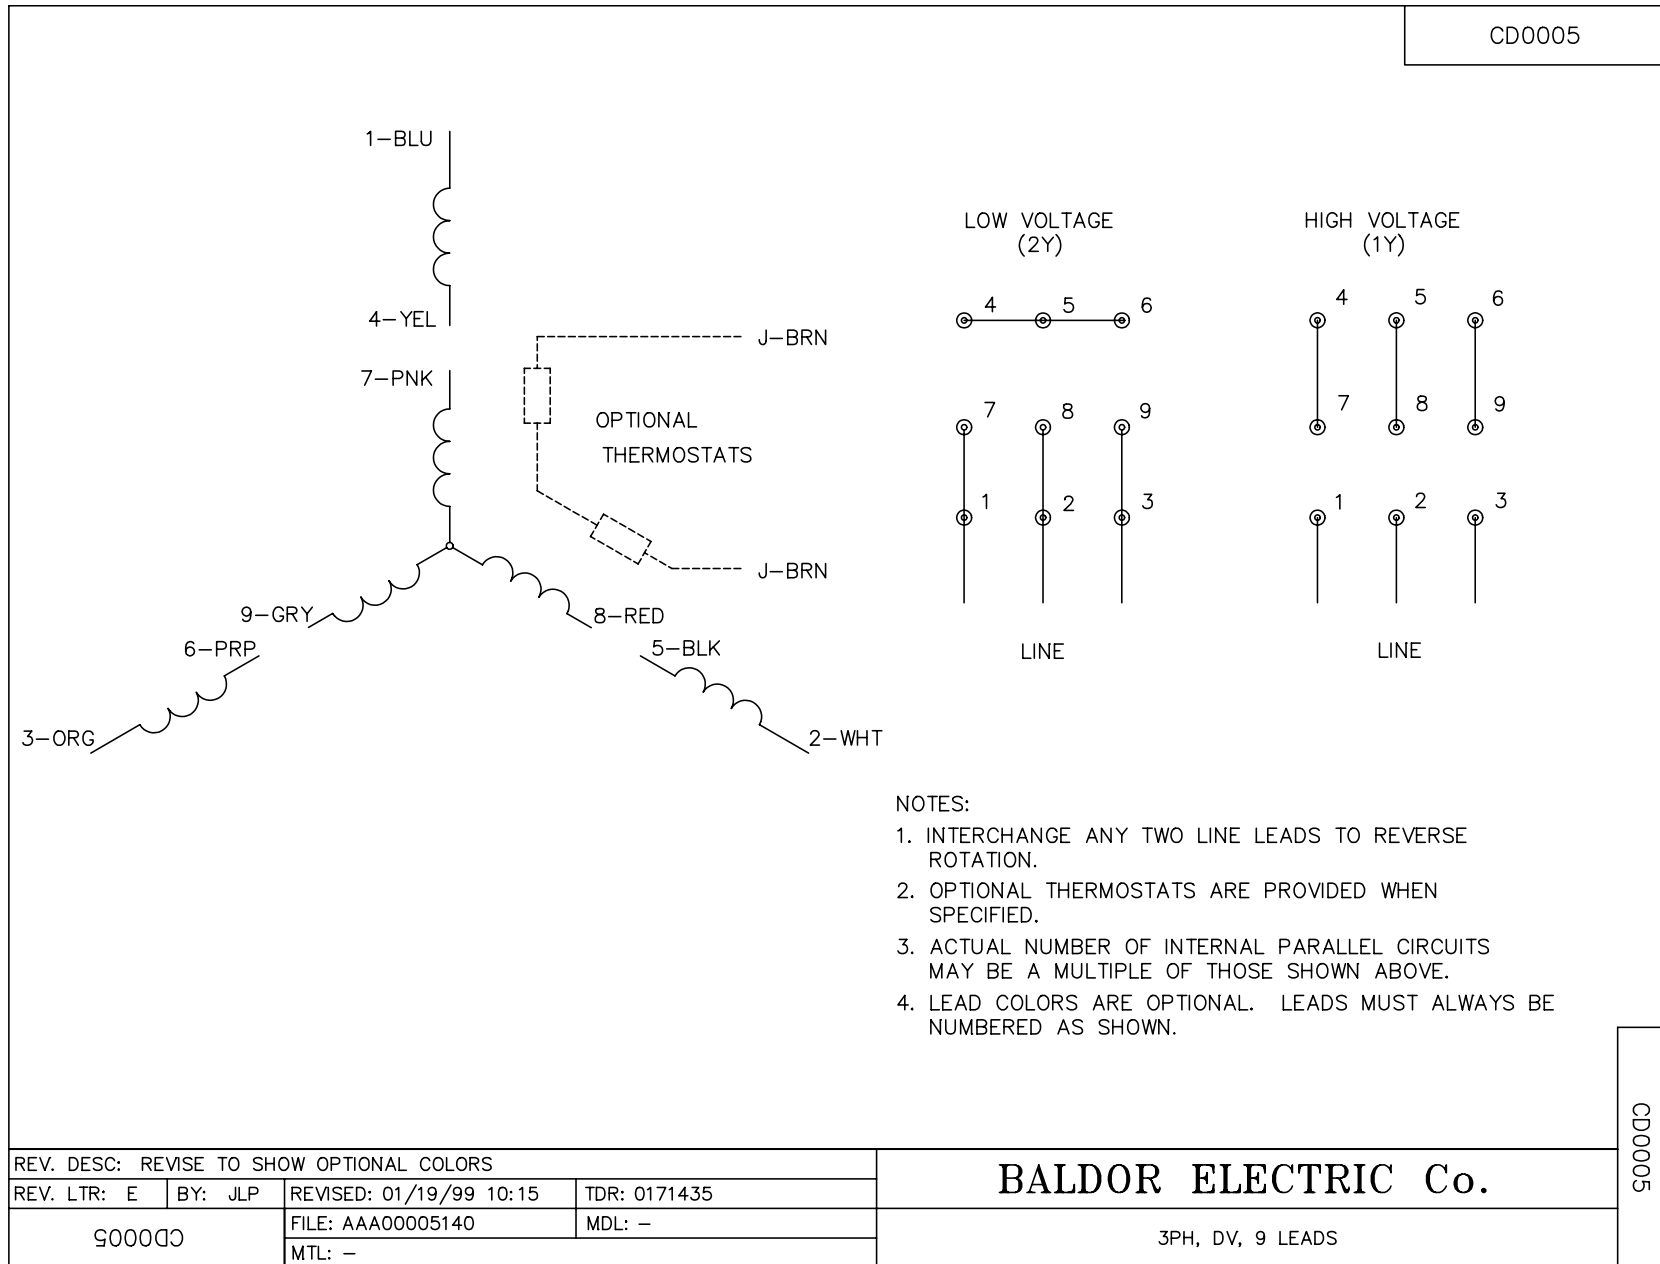 CD0005
1-BLU
4-YEL
7-PNK
J-BRN
OPTIONAL
THERMOSTATS
J-BRN
9-GRY
8-RED
6-PRP
5-BLK
3-ORG
2-WHT
LOW VOLTAGE
(2Y)
4 5 6
7 8 9
1 2 3
LINE
HIGH VOLTAGE
(1Y)
4 5 6
7 8 9
1 2 3
LINE
NOTES:
1. INTERCHANGE ANY TWO LINE LEADS TO REVERSE
ROTATION.
2. OPTIONAL THERMOSTATS ARE PROVIDED WHEN
SPECIFIED.
3. ACTUAL NUMBER OF INTERNAL PARALLEL CIRCUITS
MAY BE A MULTIPLE OF THOSE SHOWN ABOVE.
4. LEAD COLORS ARE OPTIONAL. LEADS MUST ALWAYS BE
NUMBERED AS SHOWN.
CD0005
REV. DESC: REVISE TO SHOW OPTIONAL COLORS
REV. LTR: E BY: JLP REVISED: 01/19/99 10:15 TDR: 0171435
CD0005
FILE: AAA00005140 MDL: -
MTL: -
BALDOR ELECTRIC Co.
3PH, DV, 9 LEADS